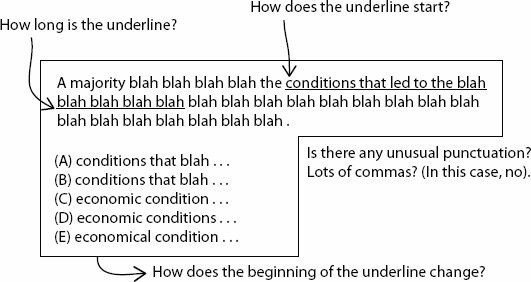 How does the underline start?
How long is the underline?
A majority blah blah blah blah the conditions that led to the blah
blah blah blah blah blah blah blah blah blah blah blah blah blah
blah blah blah blah blah blah blah .
Is there any unusual punctuation?
Lots of commas? (In this case, no).
(A) conditions that blah . . .
(B) conditions that blah . . .
(C) economic condition . . .
(D) economic conditions . . .
(E) economical condition . . .
How does the beginning of the underline change?